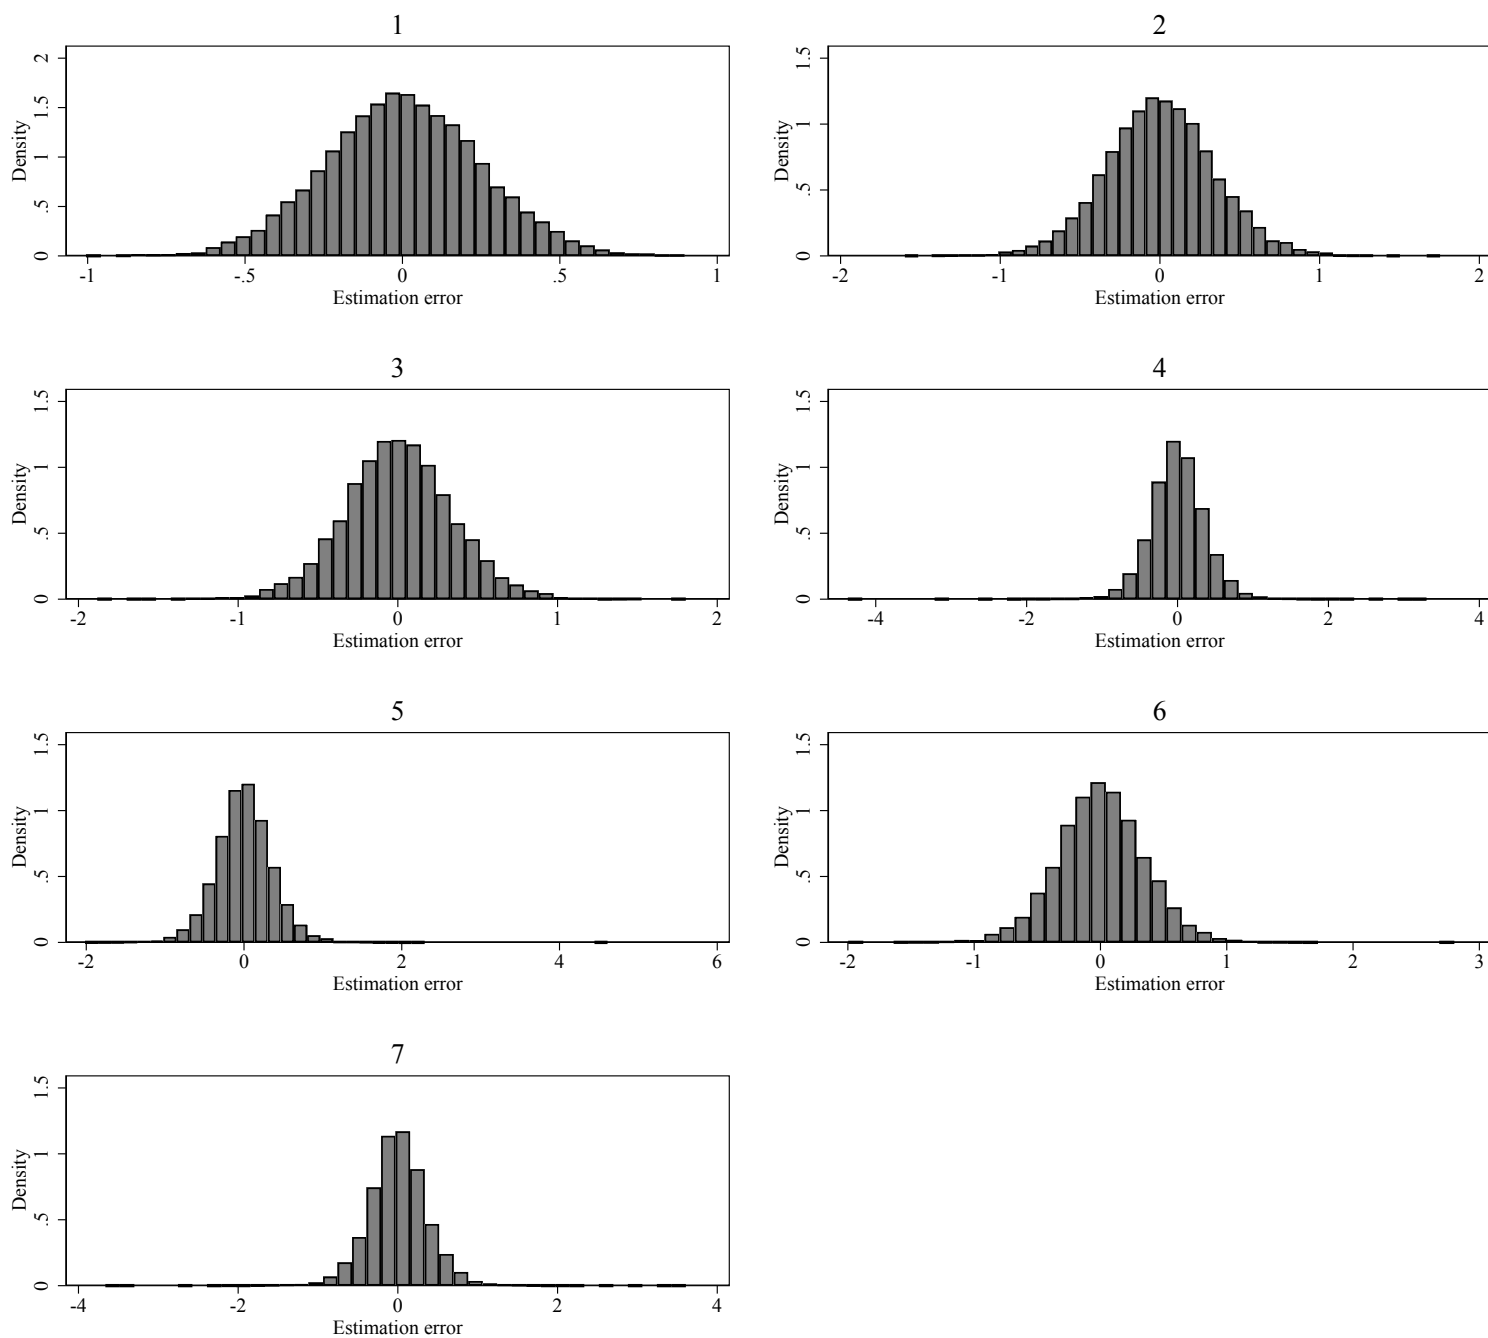 1
Density
0 .5 1 1.5 2
-1 -.5 0 .5 1
Estimation error
2
Density
0 .5 1 1.5
-2 -1 0 1 2
Estimation error
3
Density
0 .5 1 1.5
-2 -1 0 1 2
Estimation error
4
Density
0 .5 1 1.5
-4 -2 0 2 4
Estimation error
5
Density
0 .5 1 1.5
-2 0 2 4 6
Estimation error
6
Density
0 .5 1 1.5
-2 -1 0 1 2 3
Estimation error
7
Density
0 .5 1 1.5
-4 -2 0 2 4
Estimation error